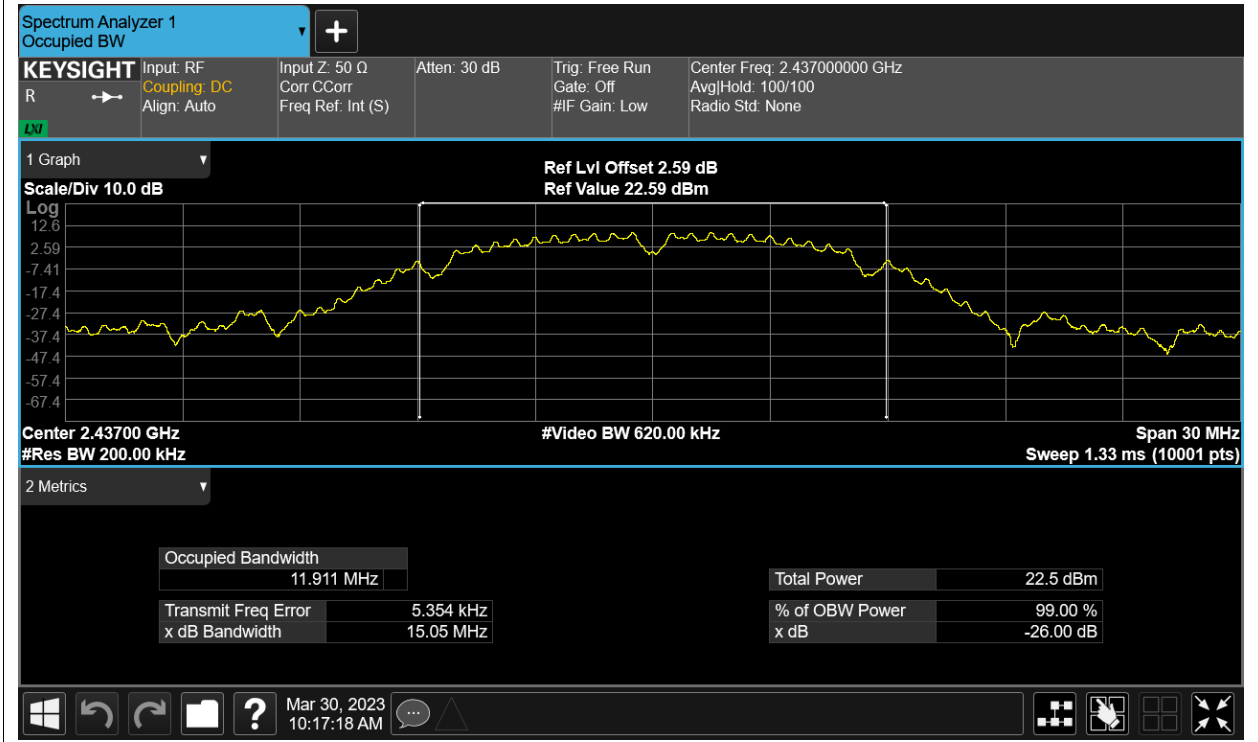 Spectrum Analyzer 1
Occupied BW
KEYSIGHT
R
LXI
Input: RF
Coupling: DC
Align: Auto
Input Z: 50 Ω
Corr CCorr
Freq Ref: Int (S)
Atten: 30 dB
Trig: Free Run
Gate: Off
#IF Gain: Low
Center Freq: 2.437000000 GHz
Avg|Hold: 100/100
Radio Std: None
1 Graph
Scale/Div 10.0 dB
Ref Lvl Offset 2.59 dB
Ref Value 22.59 dBm
Log
12.6
2.59
-7.41
-17.4
-27.4
-37.4
-47.4
-57.4
-67.4
Center 2.43700 GHz
#Video BW 620.00 kHz
Span 30 MHz
#Res BW 200.00 kHz
Sweep 1.33 ms (10001 pts)
2 Metrics
Occupied Bandwidth
11.911 MHz
Total Power 22.5 dBm
Transmit Freq Error 5.354 kHz
% of OBW Power 99.00 %
x dB Bandwidth 15.05 MHz
x dB -26.00 dB
?
Mar 30, 2023
10:17:18 AM